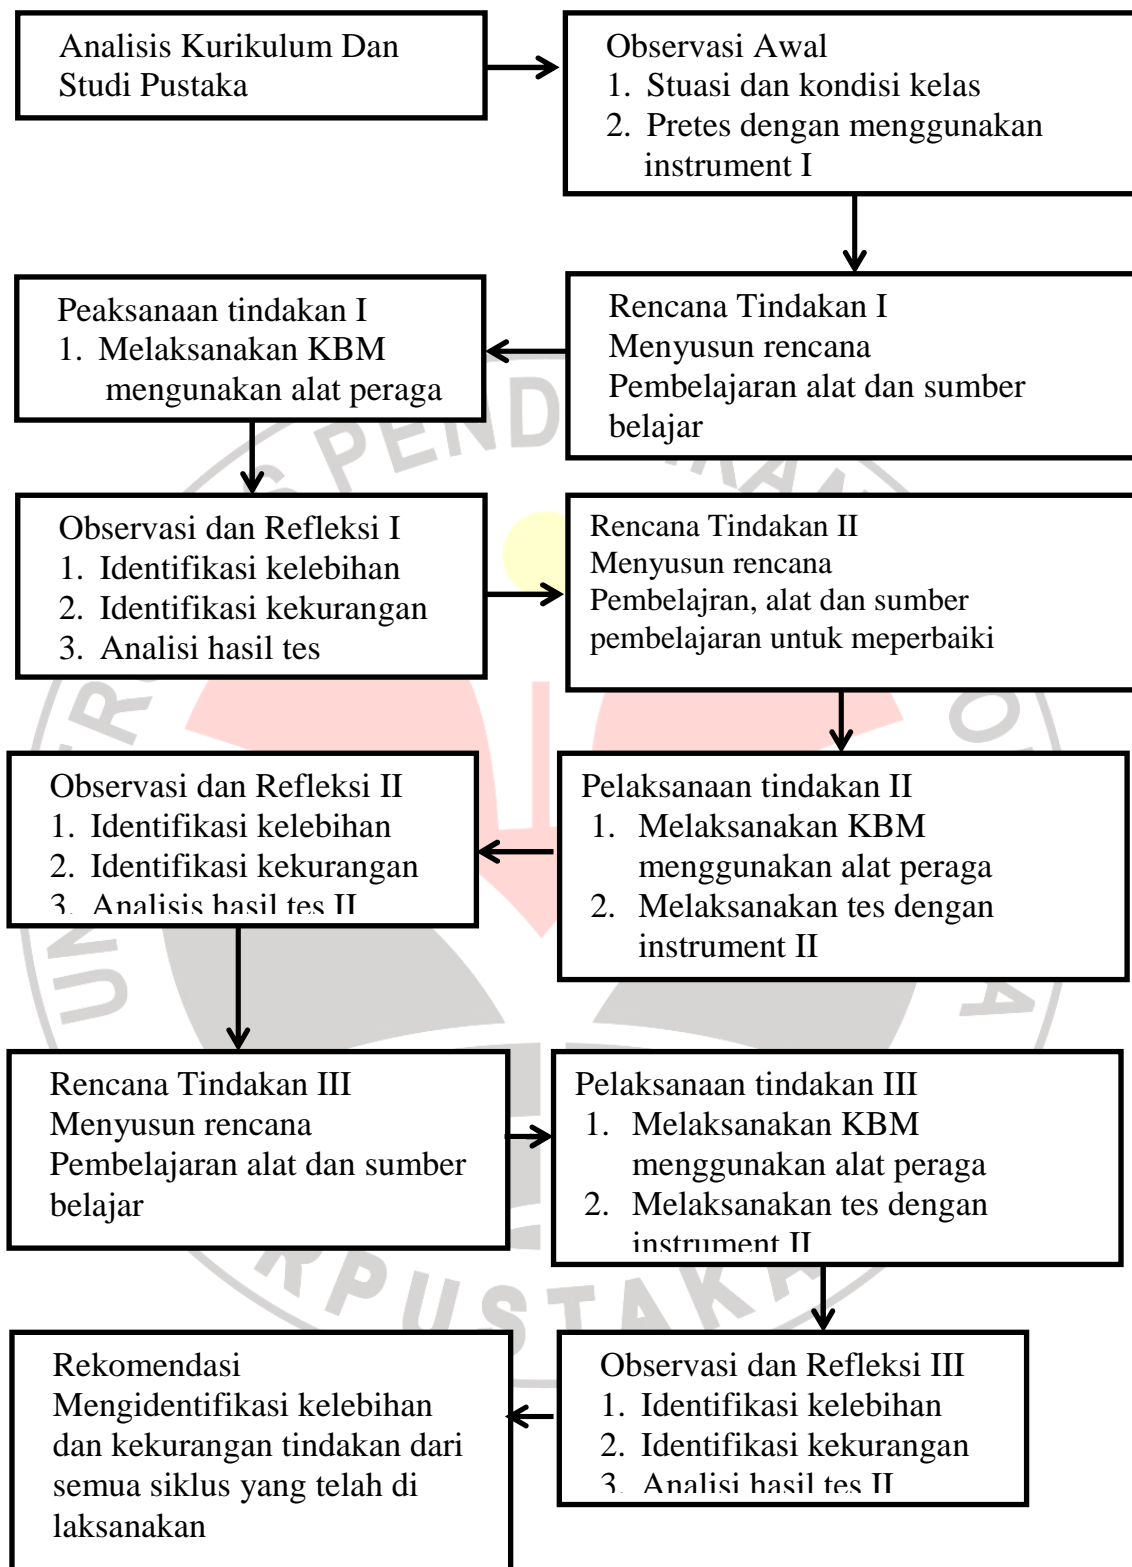 Analisis Kurikulum Dan
Studi Pustaka
Observasi Awal
1. Stuasi dan kondisi kelas
2. Pretes dengan menggunakan
instrument I
Rencana Tindakan I
Menyusun rencana
Pembelajaran alat dan sumber
belajar
Peaksanaan tindakan I
1. Melaksanakan KBM
mengunakan alat peraga
Observasi dan Refleksi I
1. Identifikasi kelebihan
2. Identifikasi kekurangan
3. Analisi hasil tes
Rencana Tindakan II
Menyusun rencana
Pembelajran, alat dan sumber
pembelajaran untuk meperbaiki
Pelaksanaan tindakan II
1. Melaksanakan KBM
menggunakan alat peraga
2. Melaksanakan tes dengan
instrument II
Observasi dan Refleksi II
1. Identifikasi kelebihan
2. Identifikasi kekurangan
3. Analisis hasil tes II
Rencana Tindakan III
Menyusun rencana
Pembelajaran alat dan sumber
belajar
Pelaksanaan tindakan III
1. Melaksanakan KBM
menggunakan alat peraga
2. Melaksanakan tes dengan
instrument II
Observasi dan Refleksi III
1. Identifikasi kelebihan
2. Identifikasi kekurangan
3. Analisi hasil tes II
Rekomendasi
Mengidentifikasi kelebihan
dan kekurangan tindakan dari
semua siklus yang telah di
laksanakan